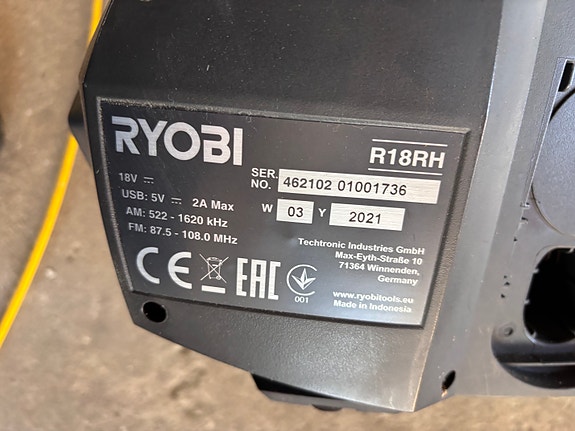 RYOBI
R18RH
18V ⎓
SER. NO. 462102 01001736
USB: 5V ⎓ 2A Max
W 03 Y 2021
AM: 522 - 1620 kHz
FM: 87.5 - 108.0 MHz
Techtronic Industries GmbH
Max-Eyth-Straße 10
71364 Winnenden,
Germany
CE
EAC
001
www.ryobitools.eu
Made in Indonesia